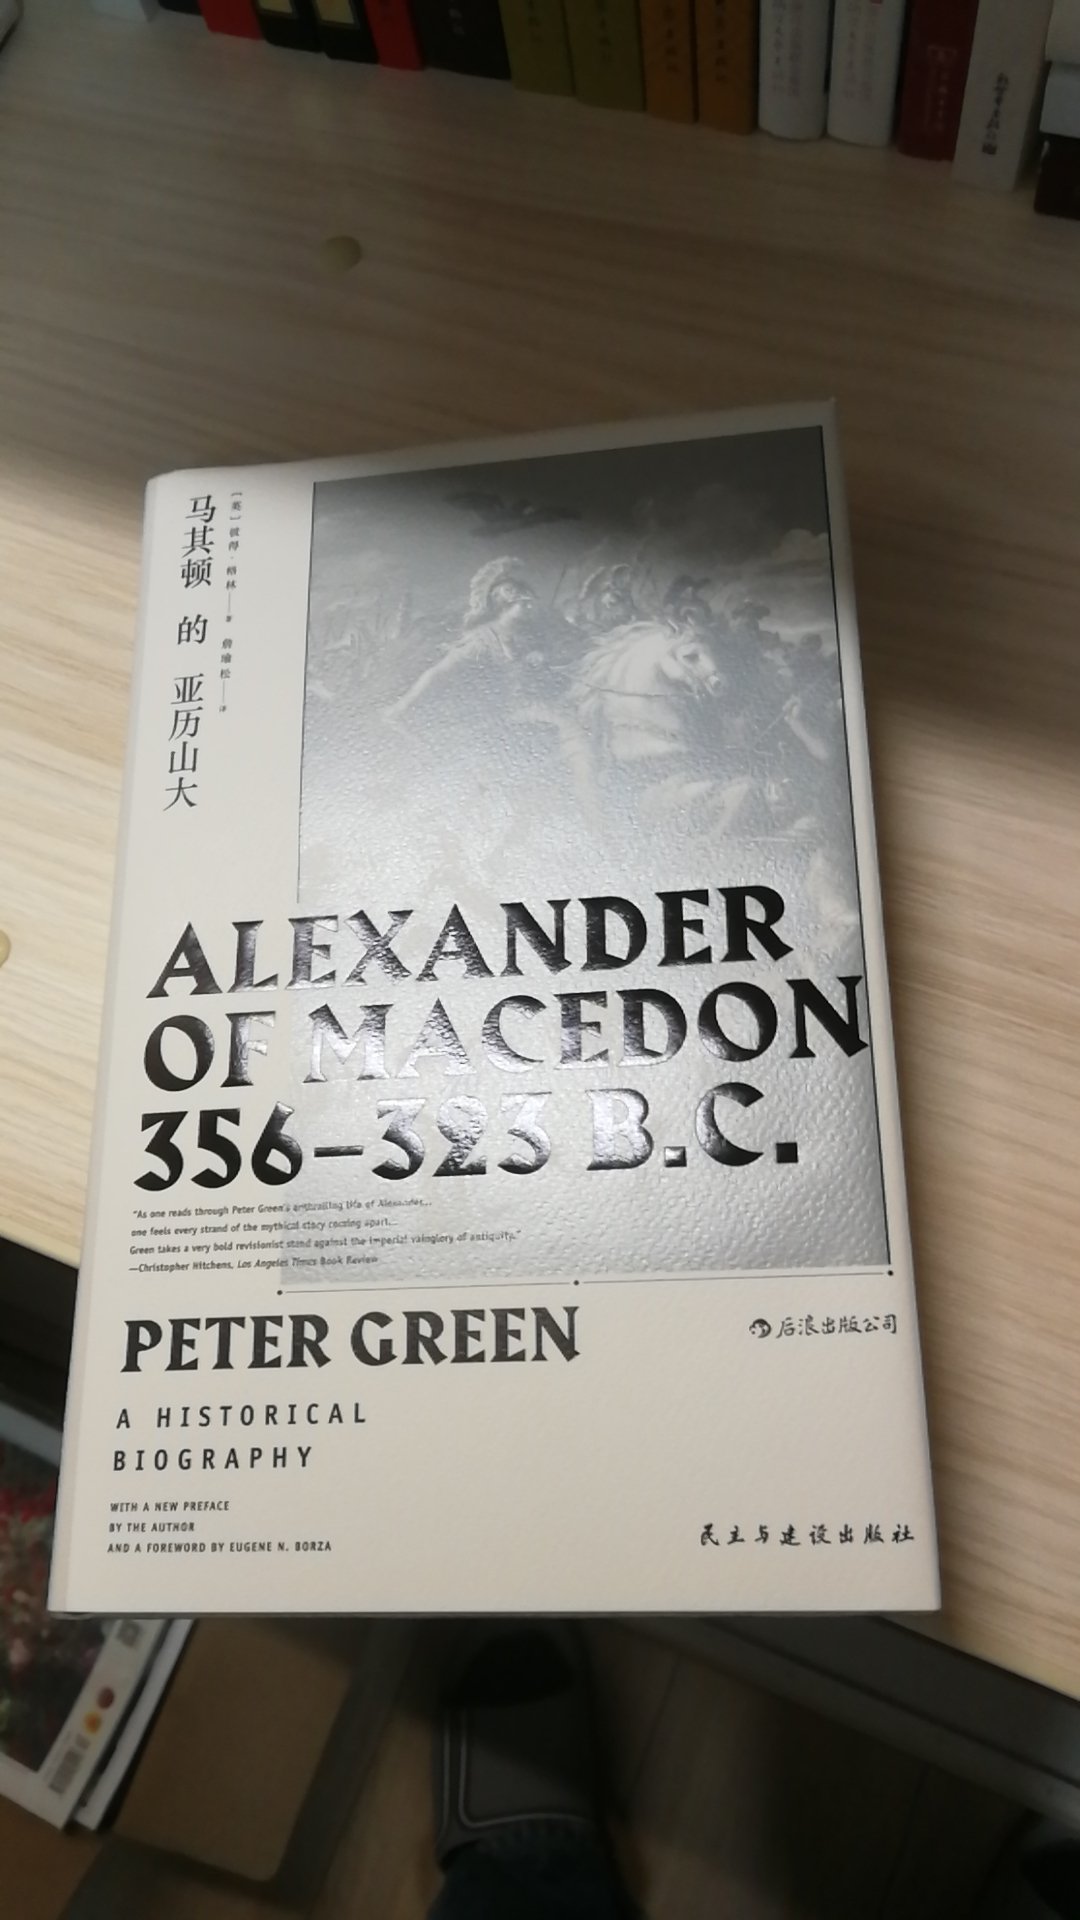 马其顿 的 亚历山大
[英]彼得·格林——著 詹瑜松——译
ALEXANDER
OF MACEDON
356–323 B.C.
"As one reads through Peter Green's enthralling life of Alexander...
one feels every strand of the mythical story coming apart...
Green takes a very bold revisionist stand against the imperial vainglory of antiquity."
—Christopher Hitchens, Los Angeles Times Book Review
PETER GREEN
后浪出版公司
A HISTORICAL
BIOGRAPHY
WITH A NEW PREFACE
BY THE AUTHOR
AND A FOREWORD BY EUGENE N. BORZA
民主与建设出版社